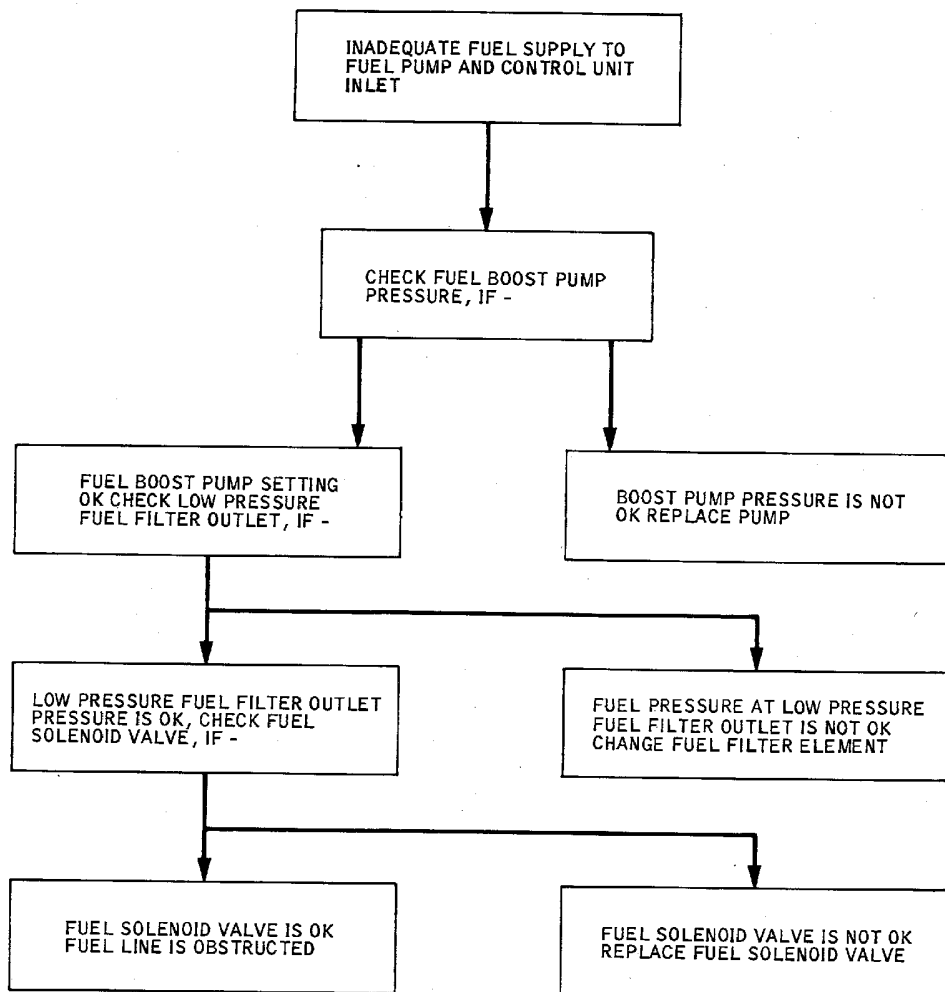 INADEQUATE FUEL SUPPLY TO
FUEL PUMP AND CONTROL UNIT
INLET
CHECK FUEL BOOST PUMP
PRESSURE, IF -
FUEL BOOST PUMP SETTING
OK CHECK LOW PRESSURE
FUEL FILTER OUTLET, IF -
BOOST PUMP PRESSURE IS NOT
OK REPLACE PUMP
LOW PRESSURE FUEL FILTER OUTLET
PRESSURE IS OK, CHECK FUEL
SOLENOID VALVE, IF -
FUEL PRESSURE AT LOW PRESSURE
FUEL FILTER OUTLET IS NOT OK
CHANGE FUEL FILTER ELEMENT
FUEL SOLENOID VALVE IS OK
FUEL LINE IS OBSTRUCTED
FUEL SOLENOID VALVE IS NOT OK
REPLACE FUEL SOLENOID VALVE